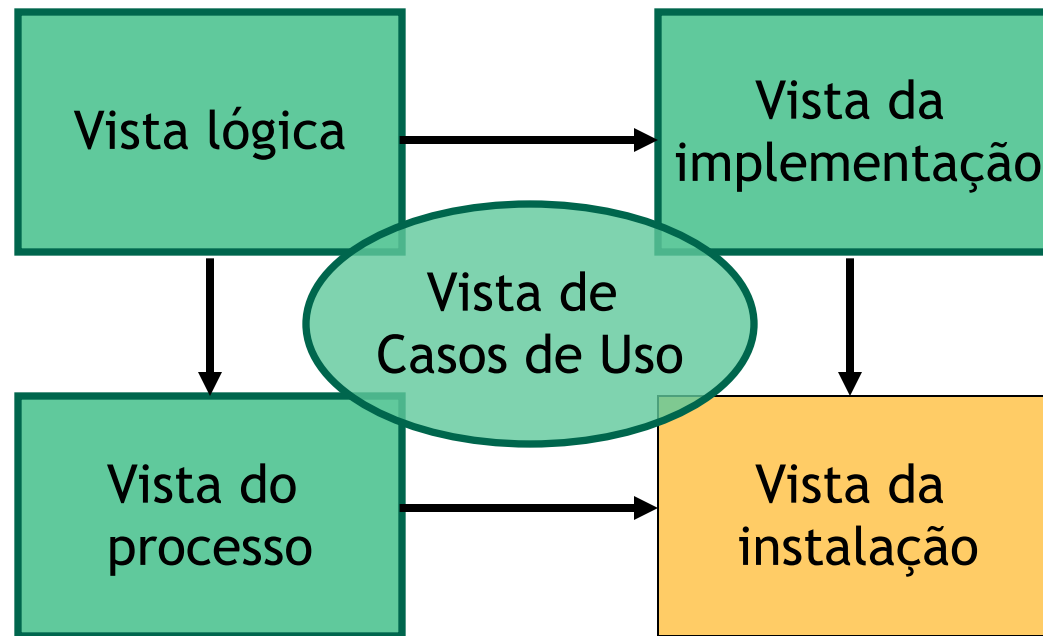 Vista lógica
Vista da
implementação
Vista de
Casos de Uso
Vista do
processo
Vista da
instalação